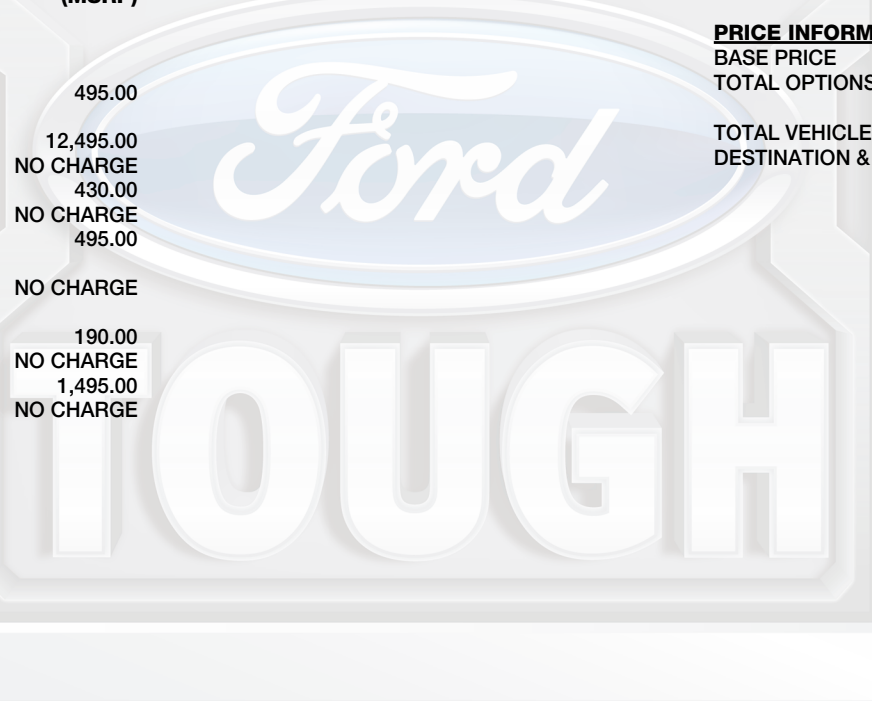 (MSRP)
495.00
12,495.00
NO CHARGE
430.00
NO CHARGE
495.00
NO CHARGE
190.00
NO CHARGE
1,495.00
NO CHARGE
PRICE INFORM
BASE PRICE
TOTAL OPTIONS
TOTAL VEHICLE
DESTINATION &
Ford
TOUGH